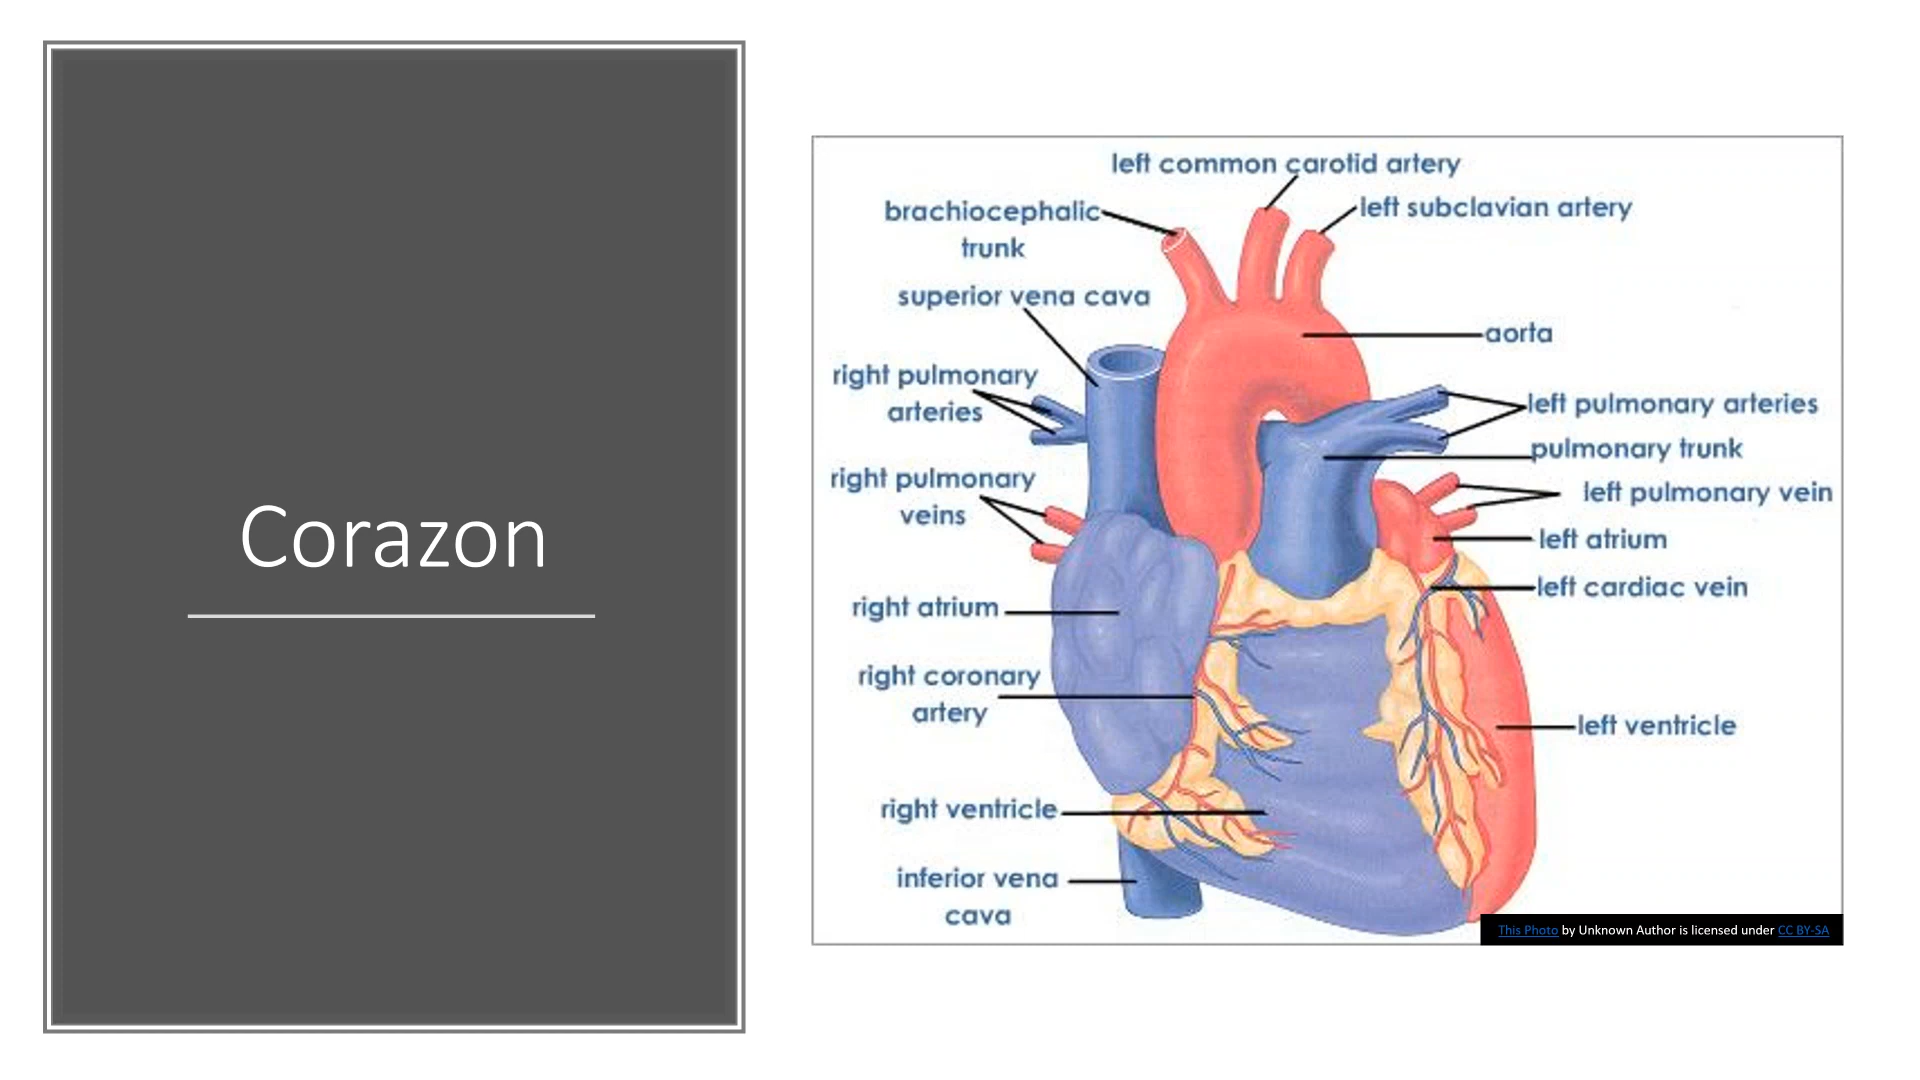 Corazon
left common carotid artery
brachiocephalic
trunk
left subclavian artery
superior vena cava
aorta
right pulmonary
arteries
left pulmonary arteries
pulmonary trunk
right pulmonary
veins
left pulmonary vein
left atrium
left cardiac vein
right atrium
right coronary
artery
left ventricle
right ventricle
inferior vena
cava
This Photo by Unknown Author is licensed under CC BY-SA